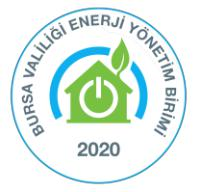 BURSA VALİLİĞİ ENERJİ YÖNETİM BİRİMİ
2020